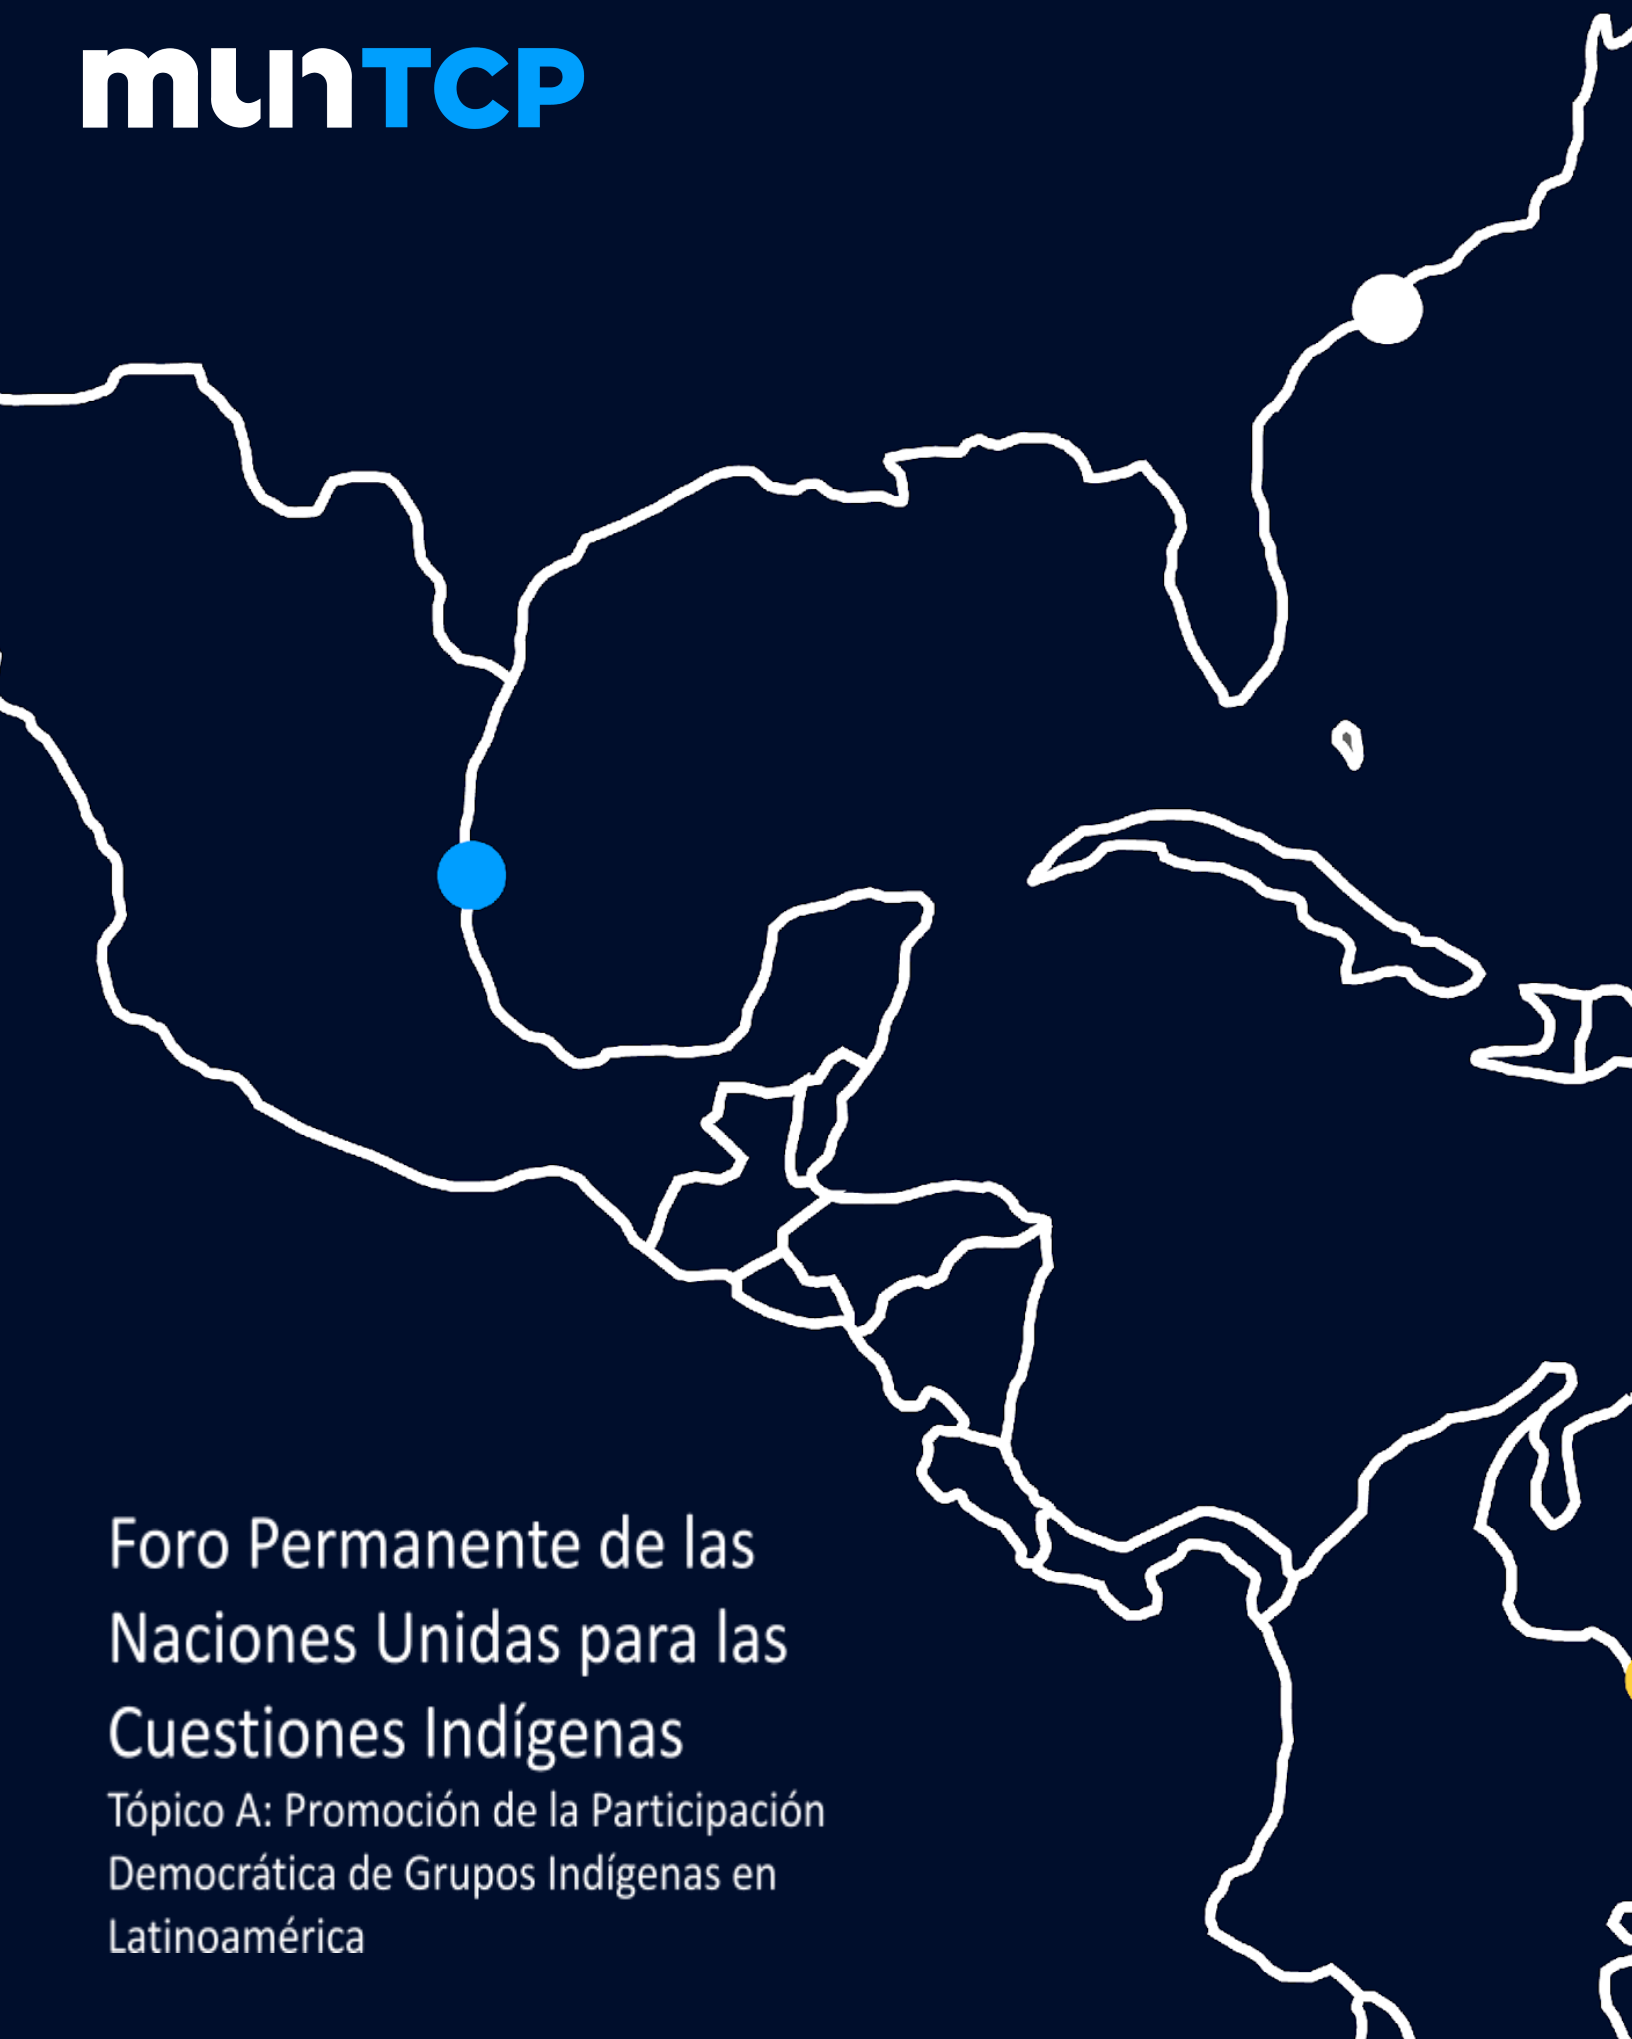 munTCP
Foro Permanente de las
Naciones Unidas para las
Cuestiones Indígenas
Tópico A: Promoción de la Participación
Democrática de Grupos Indígenas en
Latinoamérica